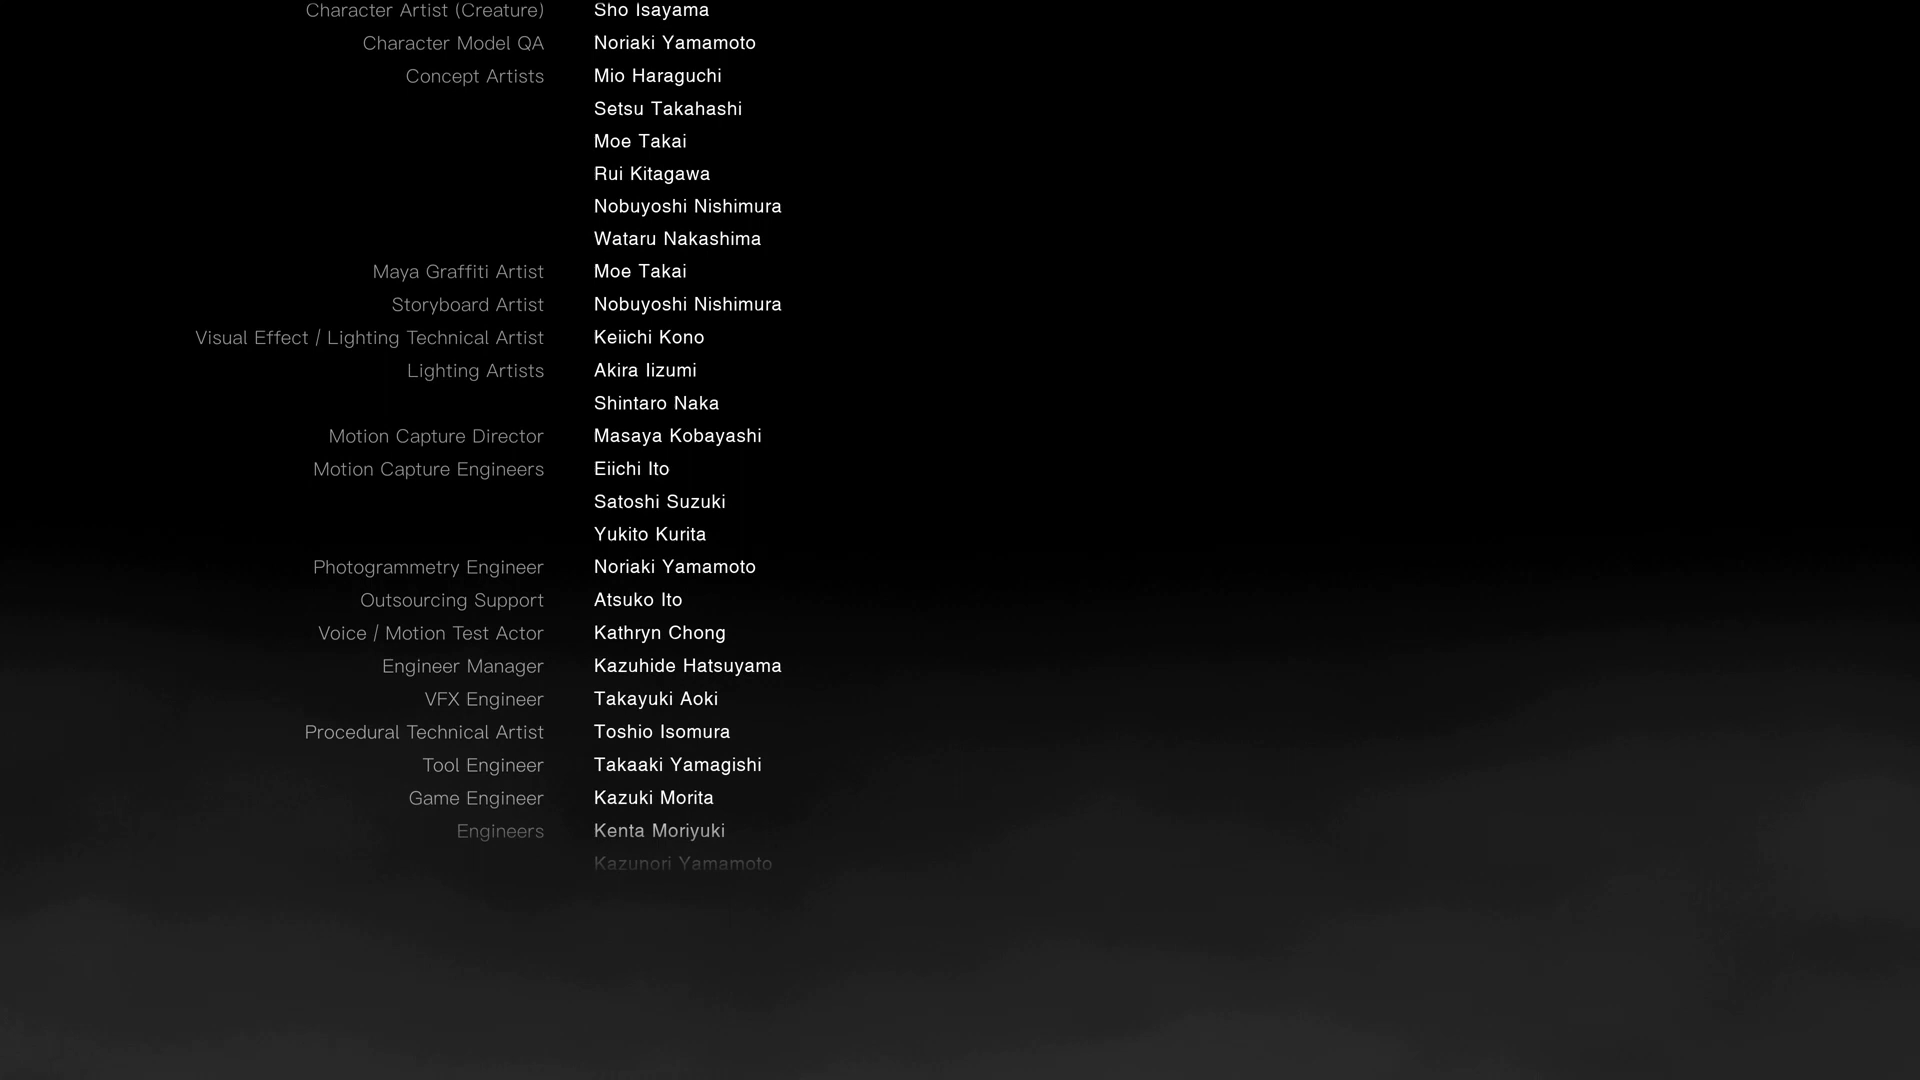 Character Artist (Creature) Sho Isayama
Character Model QA Noriaki Yamamoto
Concept Artists Mio Haraguchi
Setsu Takahashi
Moe Takai
Rui Kitagawa
Nobuyoshi Nishimura
Wataru Nakashima
Maya Graffiti Artist Moe Takai
Storyboard Artist Nobuyoshi Nishimura
Visual Effect / Lighting Technical Artist Keiichi Kono
Lighting Artists Akira Iizumi
Shintaro Naka
Motion Capture Director Masaya Kobayashi
Motion Capture Engineers Eiichi Ito
Satoshi Suzuki
Yukito Kurita
Photogrammetry Engineer Noriaki Yamamoto
Outsourcing Support Atsuko Ito
Voice / Motion Test Actor Kathryn Chong
Engineer Manager Kazuhide Hatsuyama
VFX Engineer Takayuki Aoki
Procedural Technical Artist Toshio Isomura
Tool Engineer Takaaki Yamagishi
Game Engineer Kazuki Morita
Engineers Kenta Moriyuki
Kazunori Yamamoto